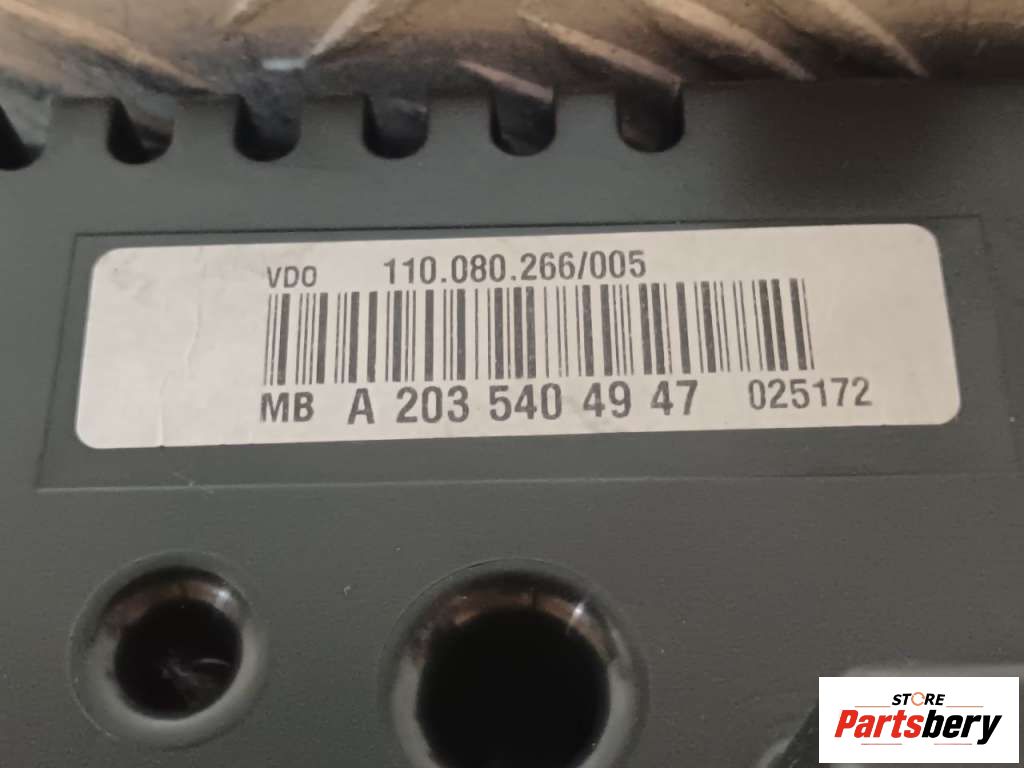 VDO 110.080.266/005
MB A 203 540 49 47 025172
STORE
Partsbery